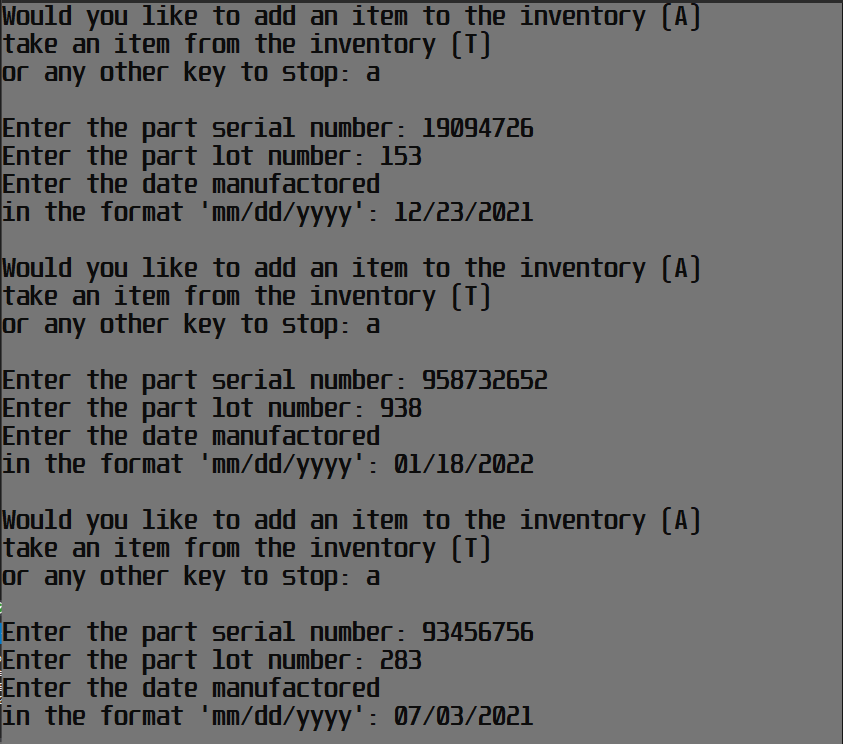 Would you like to add an item to the inventory (A)
take an item from the inventory (T)
or any other key to stop: a
Enter the part serial number: 19094726
Enter the part lot number: 153
Enter the date manufactored
in the format 'mm/dd/yyyy': 12/23/2021
Would you like to add an item to the inventory (A)
take an item from the inventory (T)
or any other key to stop: a
Enter the part serial number: 958732652
Enter the part lot number: 938
Enter the date manufactored
in the format 'mm/dd/yyyy': 01/18/2022
Would you like to add an item to the inventory (A)
take an item from the inventory (T)
or any other key to stop: a
Enter the part serial number: 93456756
Enter the part lot number: 283
Enter the date manufactored
in the format 'mm/dd/yyyy': 07/03/2021